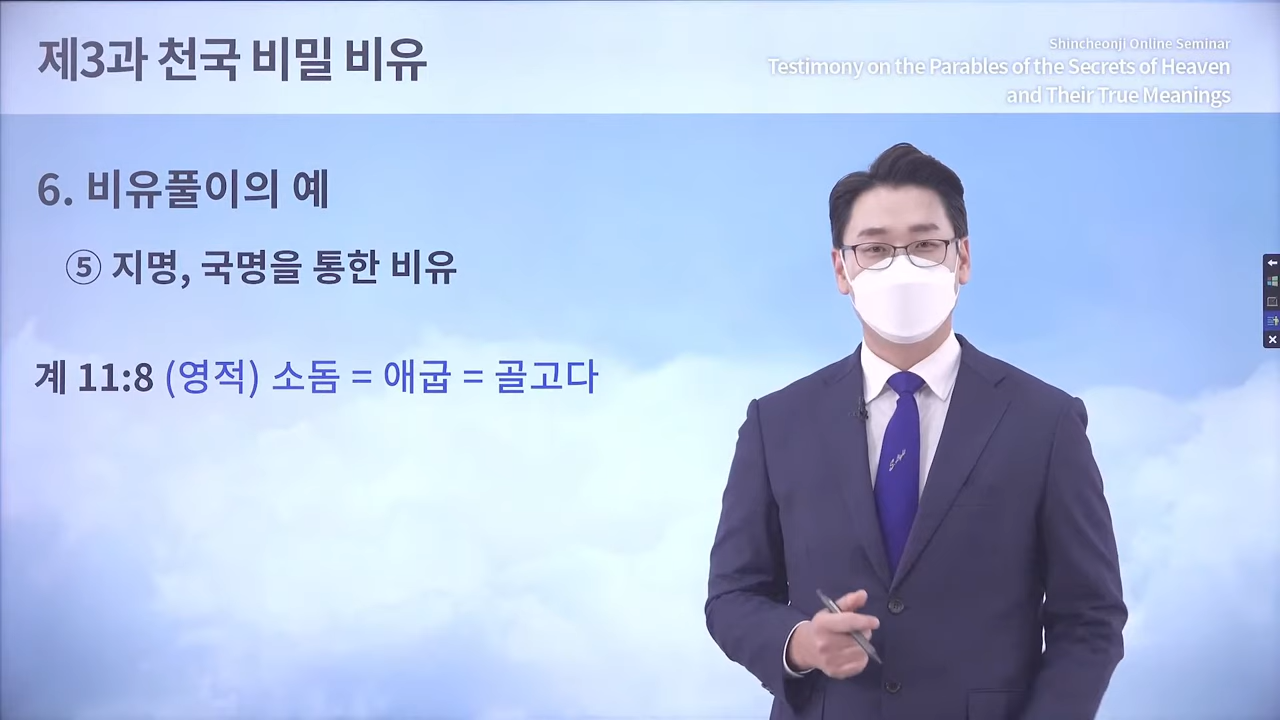 제3과 천국 비밀 비유
Shincheonji Online Seminar
Testimony on the Parables of the Secrets of Heaven
and Their True Meanings
6. 비유풀이의 예
⑤ 지명, 국명을 통한 비유
계 11:8 (영적) 소돔 = 애굽 = 골고다